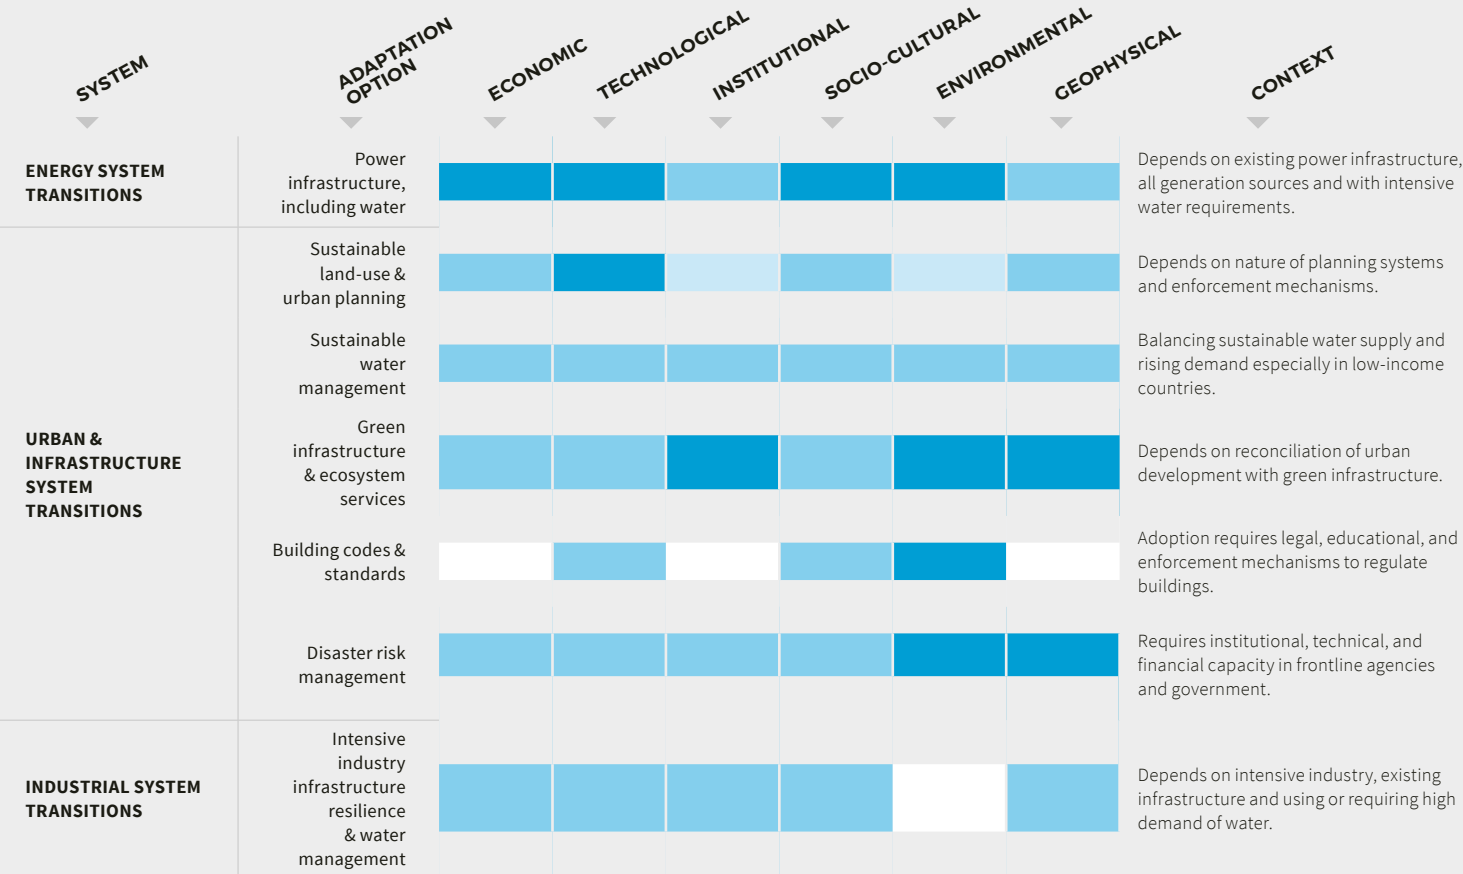 SYSTEM
ADAPTATION
OPTION
ECONOMIC
TECHNOLOGICAL
INSTITUTIONAL
SOCIO-CULTURAL
ENVIRONMENTAL
GEOPHYSICAL
CONTEXT
ENERGY SYSTEM
TRANSITIONS
Power
infrastructure,
including water
Depends on existing power infrastructure,
all generation sources and with intensive
water requirements.
URBAN &
INFRASTRUCTURE
SYSTEM
TRANSITIONS
Sustainable
land-use &
urban planning
Depends on nature of planning systems
and enforcement mechanisms.
Sustainable
water
management
Balancing sustainable water supply and
rising demand especially in low-income
countries.
Green
infrastructure
& ecosystem
services
Depends on reconciliation of urban
development with green infrastructure.
Building codes &
standards
Adoption requires legal, educational, and
enforcement mechanisms to regulate
buildings.
Disaster risk
management
Requires institutional, technical, and
financial capacity in frontline agencies
and government.
INDUSTRIAL SYSTEM
TRANSITIONS
Intensive
industry
infrastructure
resilience
& water
management
Depends on intensive industry, existing
infrastructure and using or requiring high
demand of water.